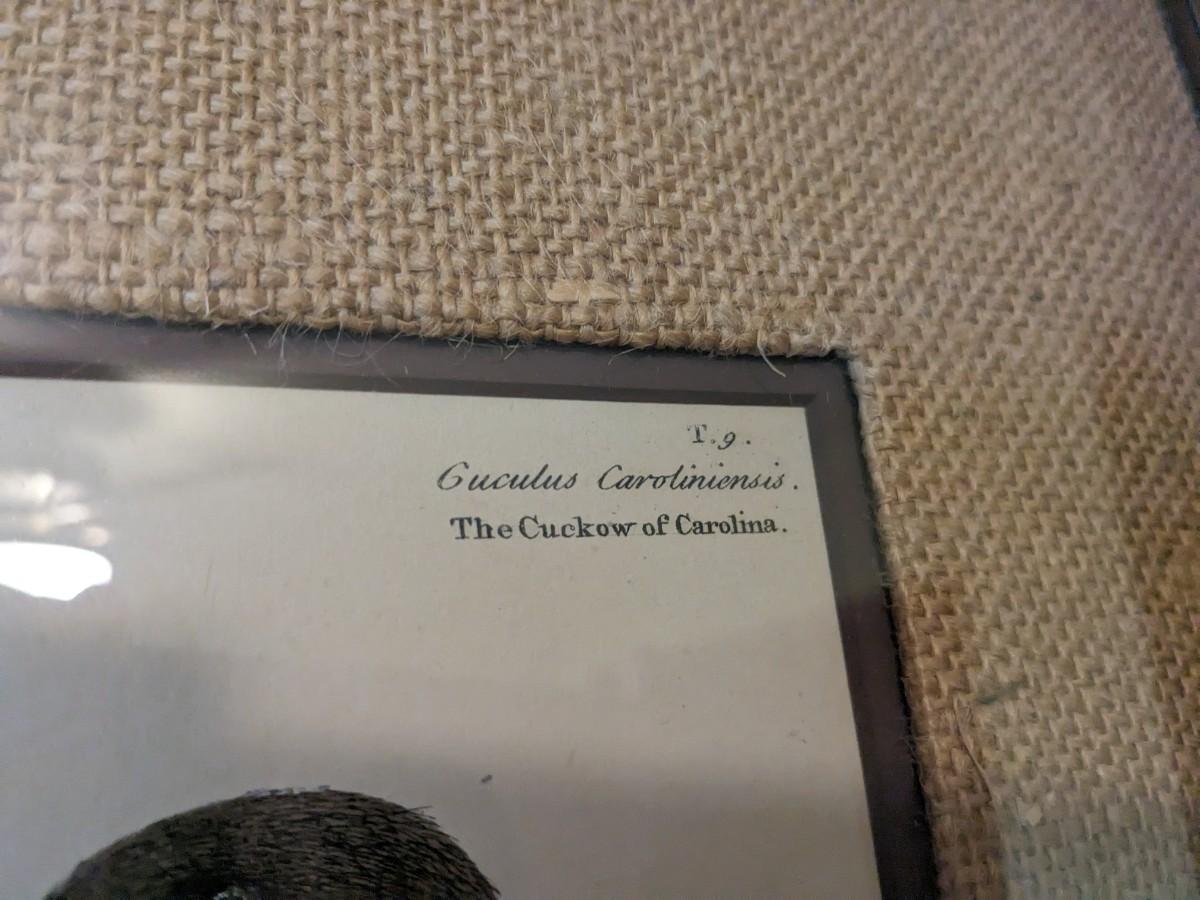 T.9.
Cuculus Caroliniensis.
The Cuckow of Carolina.